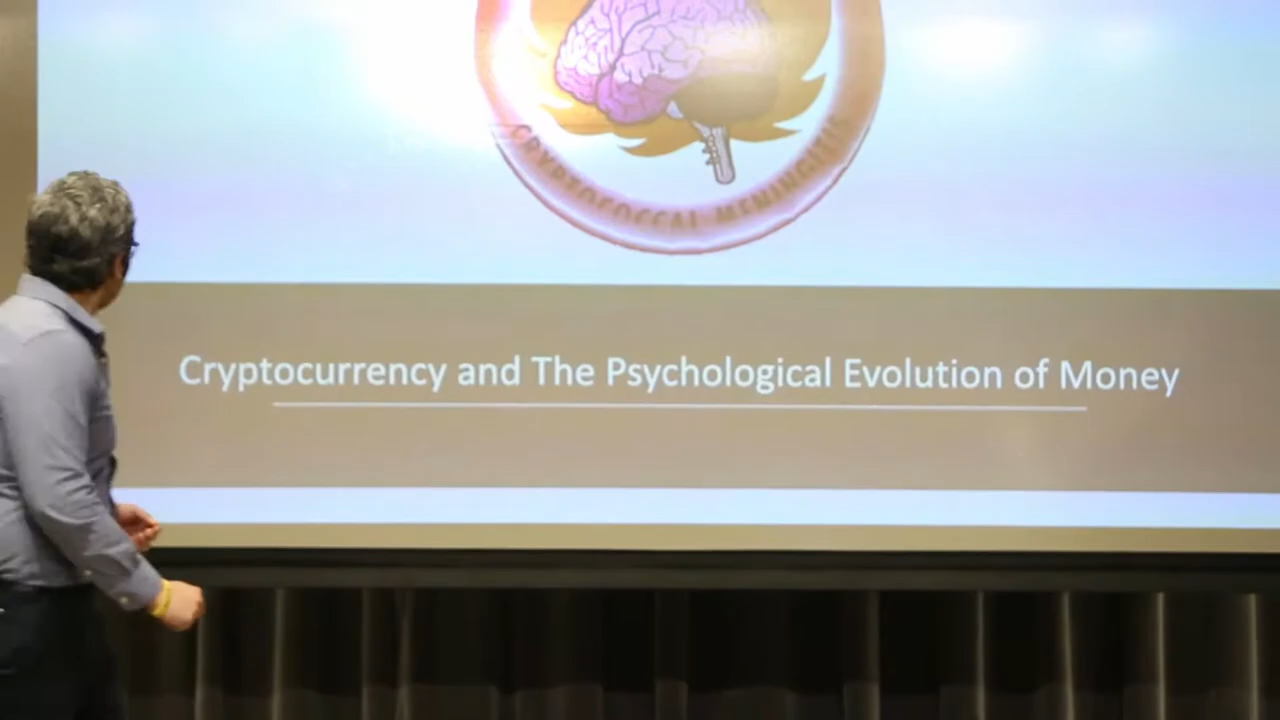 CRYPTOCOCCAL MENINGITIS
Cryptocurrency and The Psychological Evolution of Money